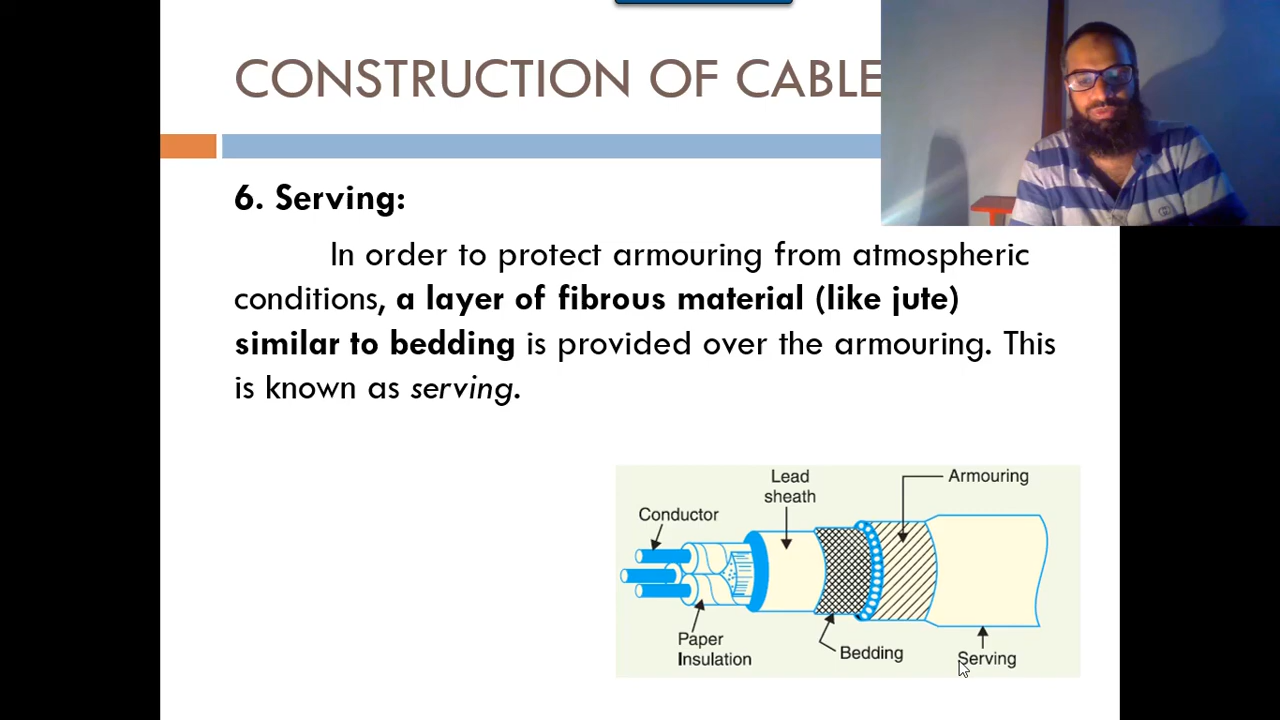 CONSTRUCTION OF CABLE
6. Serving:
In order to protect armouring from atmospheric
conditions, a layer of fibrous material (like jute)
similar to bedding is provided over the armouring. This
is known as serving.
Lead
sheath
Armouring
Conductor
Paper
Insulation
Bedding
Serving